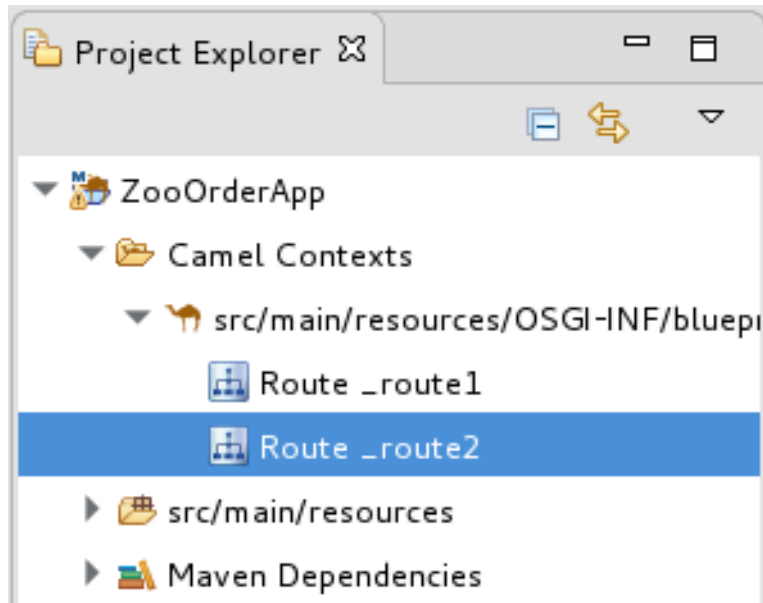 Project Explorer
ZooOrderApp
Camel Contexts
src/main/resources/OSGI-INF/bluepr
Route _route1
Route _route2
src/main/resources
Maven Dependencies